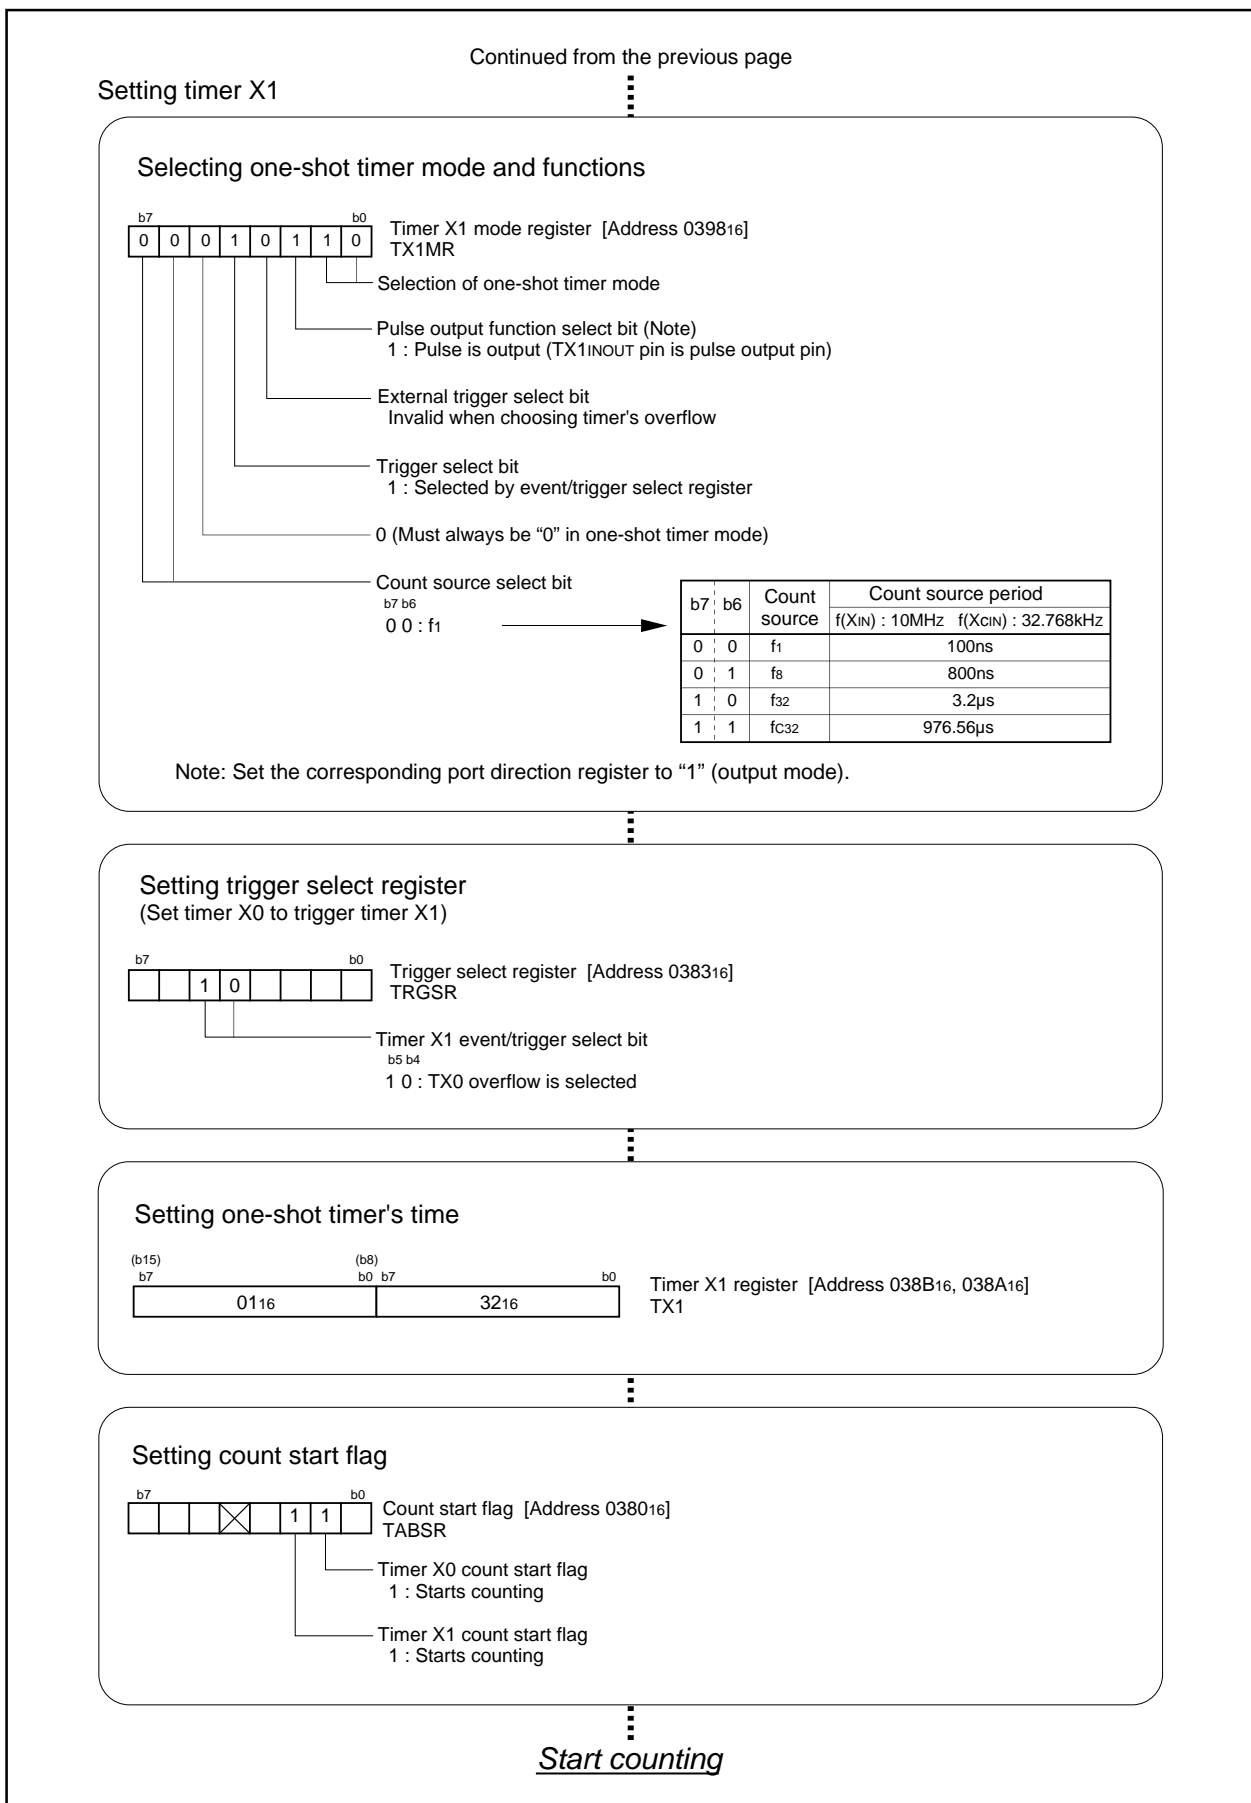 Continued from the previous page
Setting timer X1
Selecting one-shot timer mode and functions
b7 b0
0 0 0 1 0 1 1 0
Timer X1 mode register [Address 039816]
TX1MR
Selection of one-shot timer mode
Pulse output function select bit (Note)
1 : Pulse is output (TX1INOUT pin is pulse output pin)
External trigger select bit
Invalid when choosing timer's overflow
Trigger select bit
1 : Selected by event/trigger select register
0 (Must always be “0” in one-shot timer mode)
Count source select bit
b7 b6
0 0 : f1
b7 b6 Count source Count source period
f(XIN) : 10MHz f(XCIN) : 32.768kHz
0 0 f1 100ns
0 1 f8 800ns
1 0 f32 3.2µs
1 1 fC32 976.56µs
Note: Set the corresponding port direction register to “1” (output mode).
Setting trigger select register
(Set timer X0 to trigger timer X1)
b7 b0
1 0
Trigger select register [Address 038316]
TRGSR
Timer X1 event/trigger select bit
b5 b4
1 0 : TX0 overflow is selected
Setting one-shot timer's time
(b15) (b8)
b7 b0 b7 b0
0116 3216
Timer X1 register [Address 038B16, 038A16]
TX1
Setting count start flag
b7 b0
1 1
Count start flag [Address 038016]
TABSR
Timer X0 count start flag
1 : Starts counting
Timer X1 count start flag
1 : Starts counting
Start counting